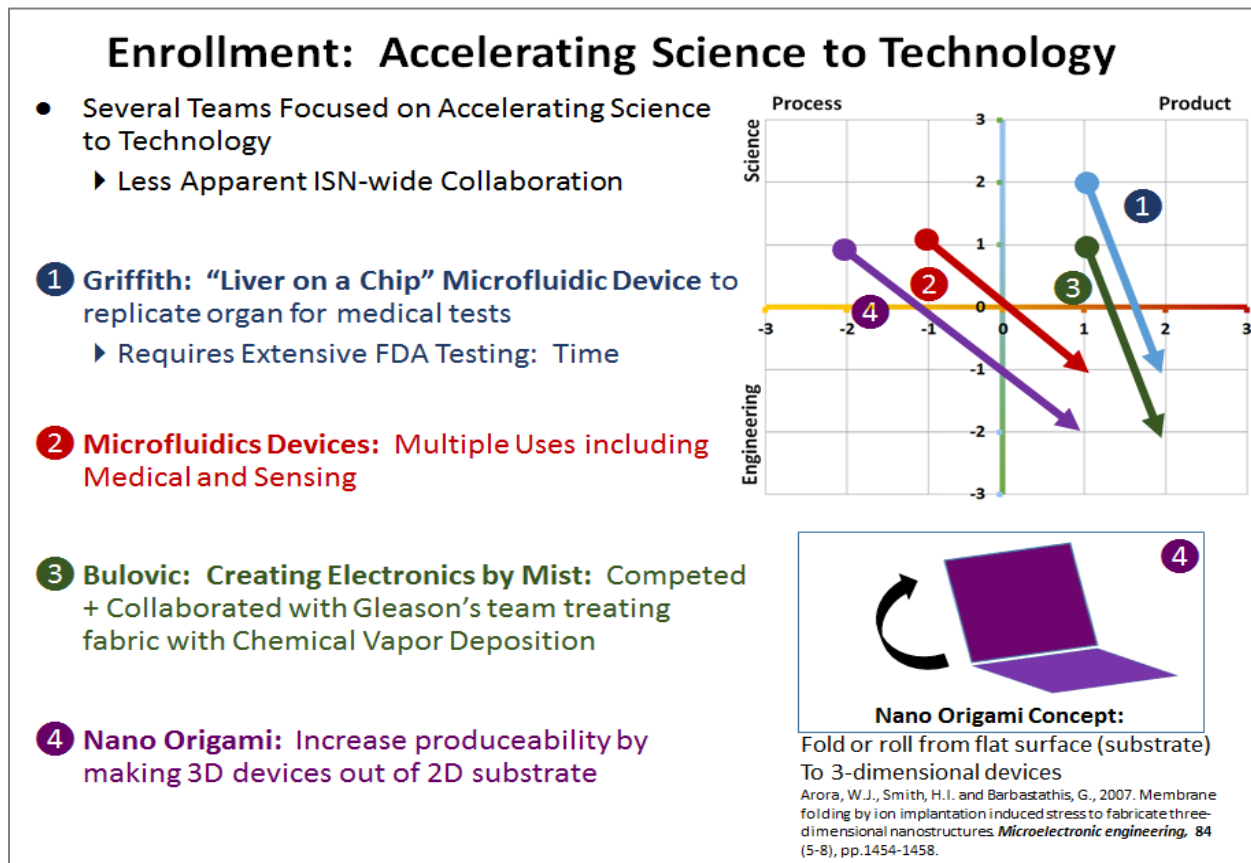 Enrollment:  Accelerating Science to Technology
● Several Teams Focused on Accelerating Science
to Technology
Less Apparent ISN-wide Collaboration
1 Griffith:  “Liver on a Chip” Microfluidic Device to
replicate organ for medical tests
Requires Extensive FDA Testing:  Time
2 Microfluidics Devices:  Multiple Uses including
Medical and Sensing
3 Bulovic:  Creating Electronics by Mist:  Competed
+ Collaborated with Gleason’s team treating
fabric with Chemical Vapor Deposition
4 Nano Origami:  Increase produceability by
making 3D devices out of 2D substrate
Process
Product
Science
Engineering
3
2
1
0
-1
-2
-3
-3
-2
-1
0
1
2
3
1
2
3
4
4
Nano Origami Concept:
Fold or roll from flat surface (substrate)
To 3-dimensional devices
Arora, W.J., Smith, H.I. and Barbastathis, G., 2007. Membrane
folding by ion implantation induced stress to fabricate three-
dimensional nanostructures. Microelectronic engineering, 84
(5-8), pp.1454-1458.